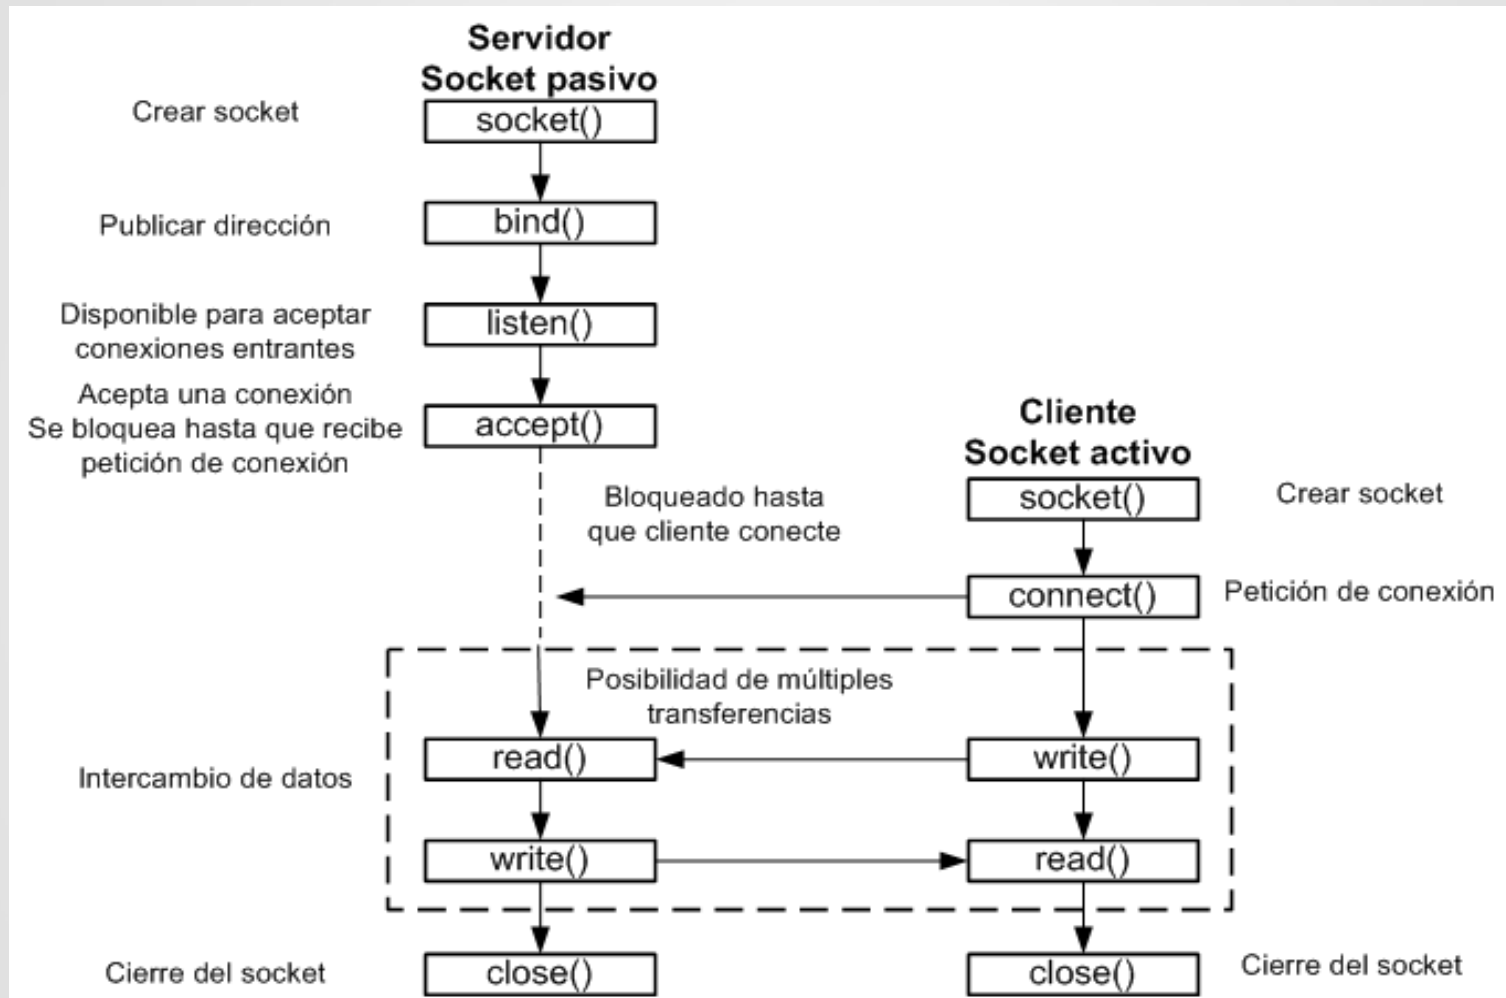 Servidor
Socket pasivo
Crear socket
socket()
Publicar dirección
bind()
Disponible para aceptar
conexiones entrantes
listen()
Acepta una conexión
Se bloquea hasta que recibe
petición de conexión
accept()
Cliente
Socket activo
Bloqueado hasta
que cliente conecte
socket()
Crear socket
connect()
Petición de conexión
Posibilidad de múltiples
transferencias
Intercambio de datos
read()
write()
write()
read()
Cierre del socket
close()
close()
Cierre del socket